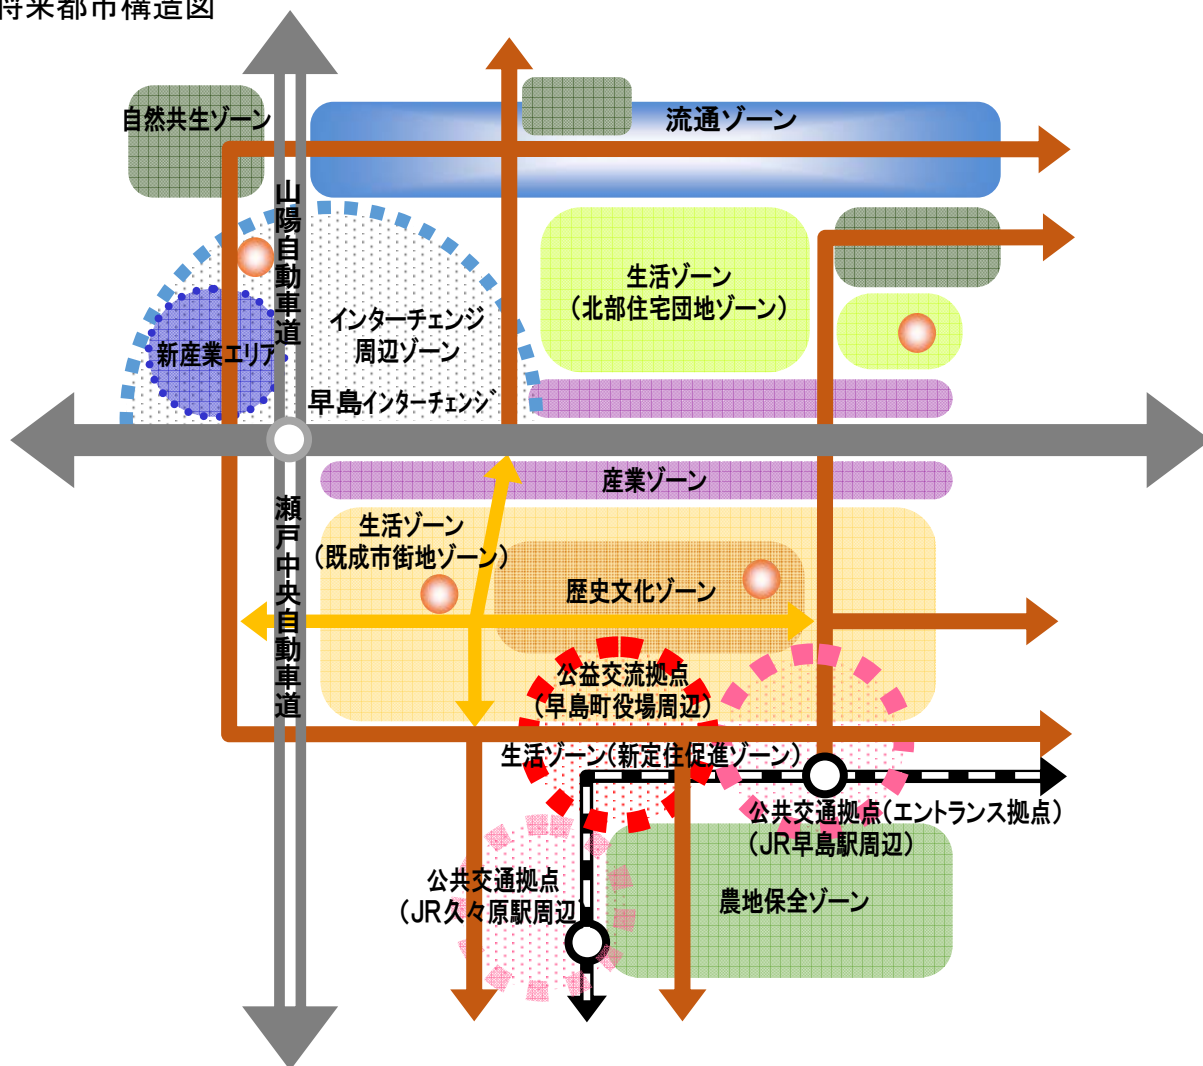 将来都市構造図
自然共生ゾーン
流通ゾーン
山陽自動車道
生活ゾーン
（北部住宅団地ゾーン）
インターチェンジ
周辺ゾーン
新産業エリア
早島インターチェンジ
産業ゾーン
瀬戸中央自動車道
生活ゾーン
（既成市街地ゾーン）
歴史文化ゾーン
公益交流拠点
（早島町役場周辺）
生活ゾーン（新定住促進ゾーン）
公共交通拠点（エントランス拠点）
（JR早島駅周辺）
公共交通拠点
（JR久々原駅周辺）
農地保全ゾーン